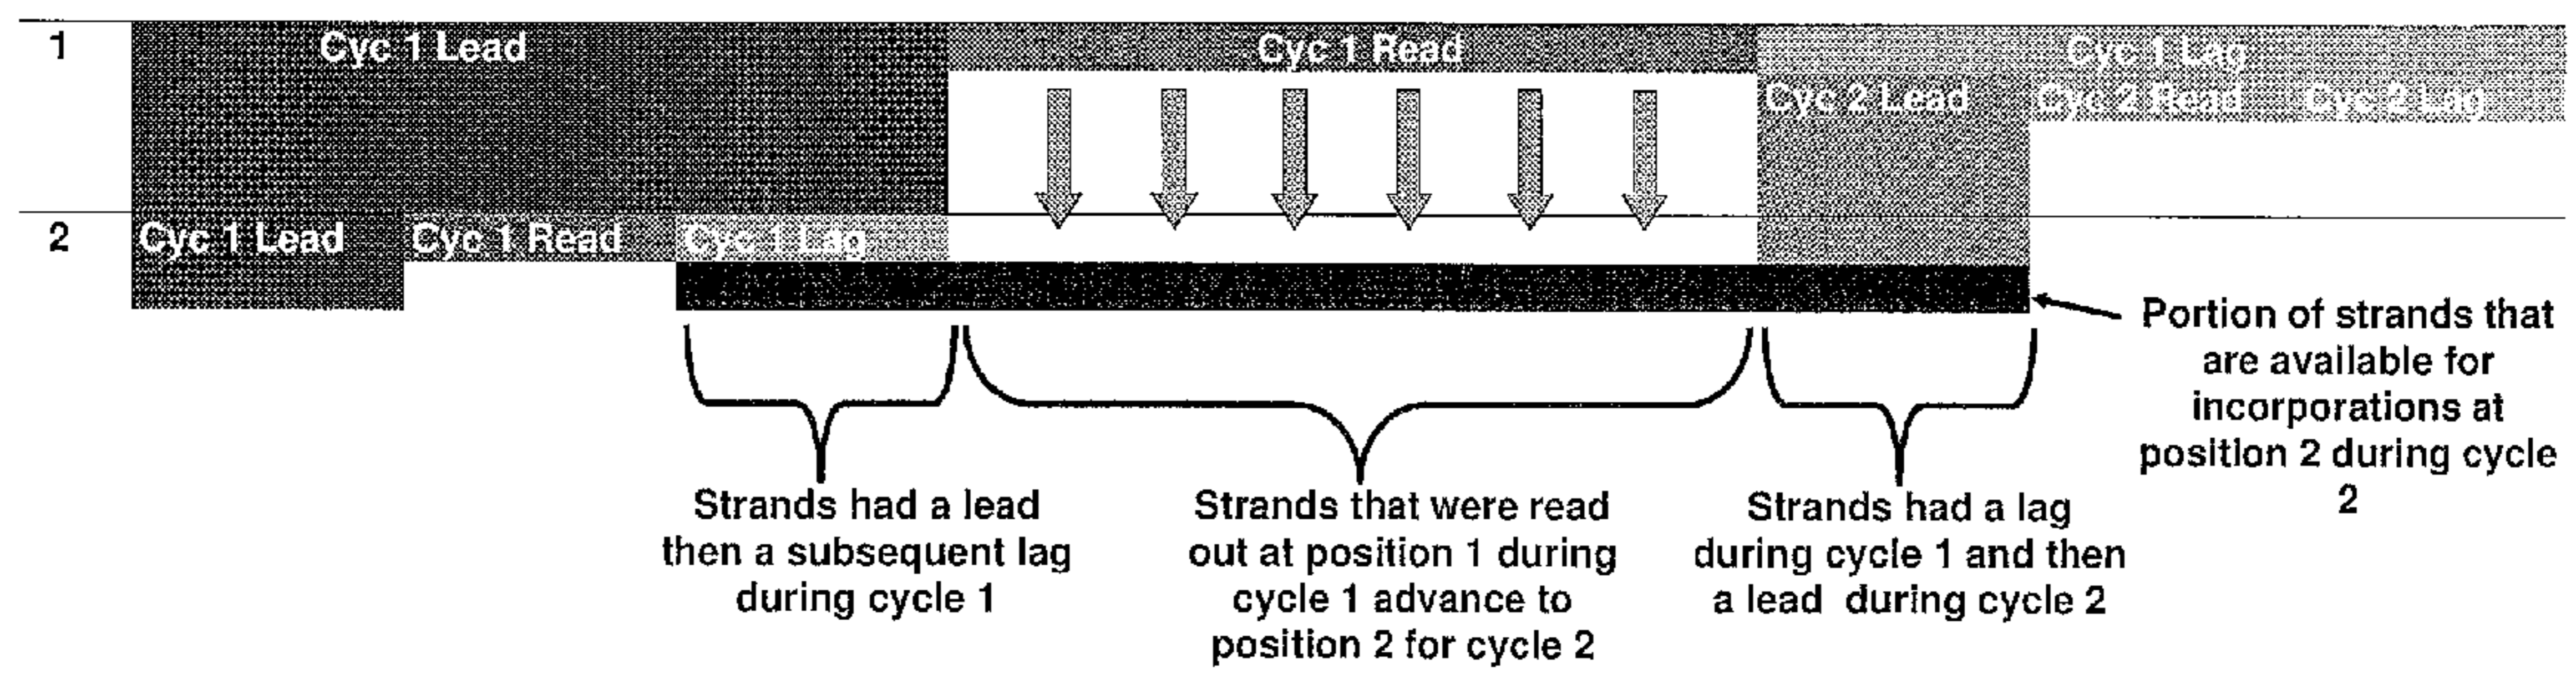 1
Cyc 1 Lead
Cyc 1 Read
Cyc 1 Lag
Cyc 2 Lead
Cyc 2 Read
Cyc 2 Lag
2
Cyc 1 Lead
Cyc 1 Read
Cyc 1 Lag
Portion of strands that
are available for
incorporations at
position 2 during cycle
2
Strands had a lead
then a subsequent lag
during cycle 1
Strands that were read
out at position 1 during
cycle 1 advance to
position 2 for cycle 2
Strands had a lag
during cycle 1 and then
a lead during cycle 2